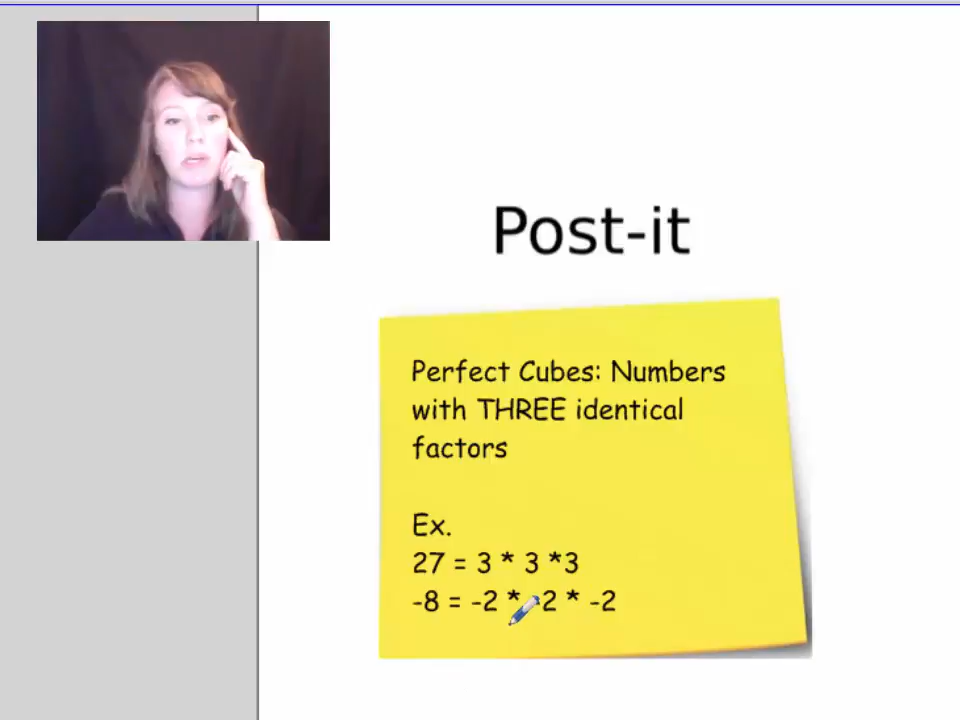 Post-it
Perfect Cubes: Numbers
with THREE identical
factors
Ex.
27 = 3 * 3 *3
-8 = -2 * 2 * -2